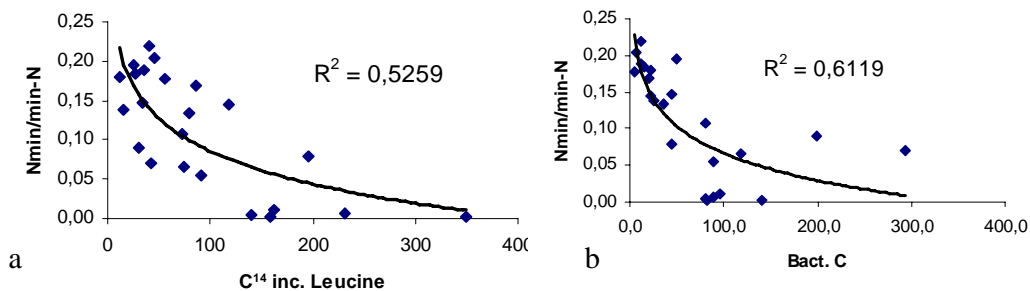 0,25
0,20
0,15
0,10
0,05
0,00
Nmin/min-N
R² = 0,5259
0 100 200 300 400
C¹⁴ inc. Leucine
a
0,25
0,20
0,15
0,10
0,05
0,00
Nmin/min-N
R² = 0,6119
0,0 100,0 200,0 300,0 400,0
Bact. C
b